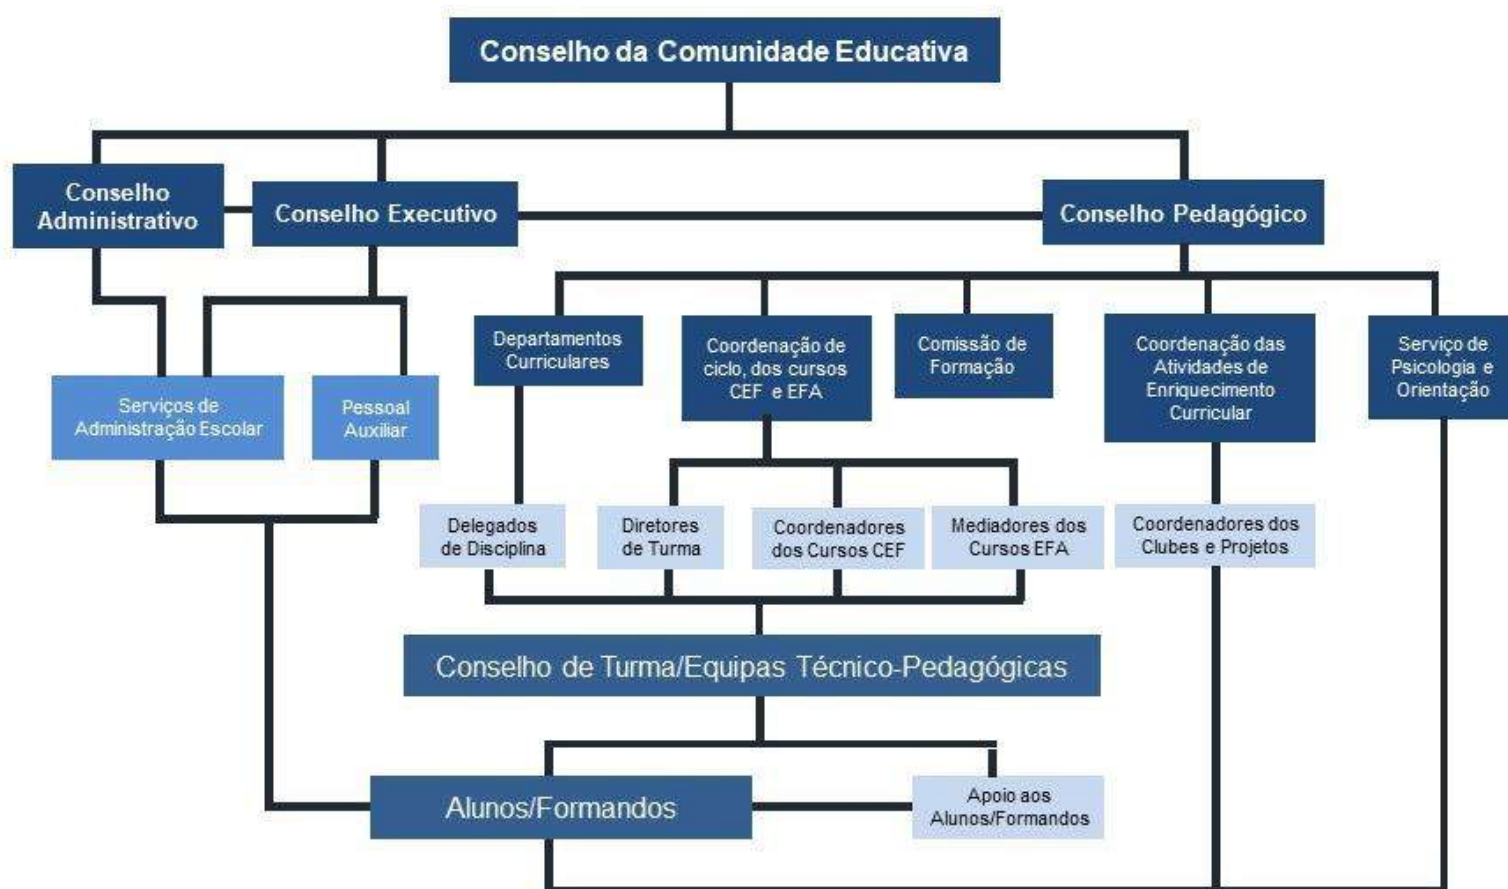 Conselho da Comunidade Educativa
Conselho
Administrativo
Conselho Executivo
Conselho Pedagógico
Departamentos
Curriculares
Coordenação de
ciclo, dos cursos
CEF e EFA
Comissão de
Formação
Coordenação das
Atividades de
Enriquecimento
Curricular
Serviço de
Psicologia e
Orientação
Serviços de
Administração Escolar
Pessoal
Auxiliar
Delegados
de Disciplina
Diretores
de Turma
Coordenadores
dos Cursos CEF
Mediadores dos
Cursos EFA
Coordenadores dos
Clubes e Projetos
Conselho de Turma/Equipas Técnico-Pedagógicas
Alunos/Formandos
Apoio aos
Alunos/Formandos